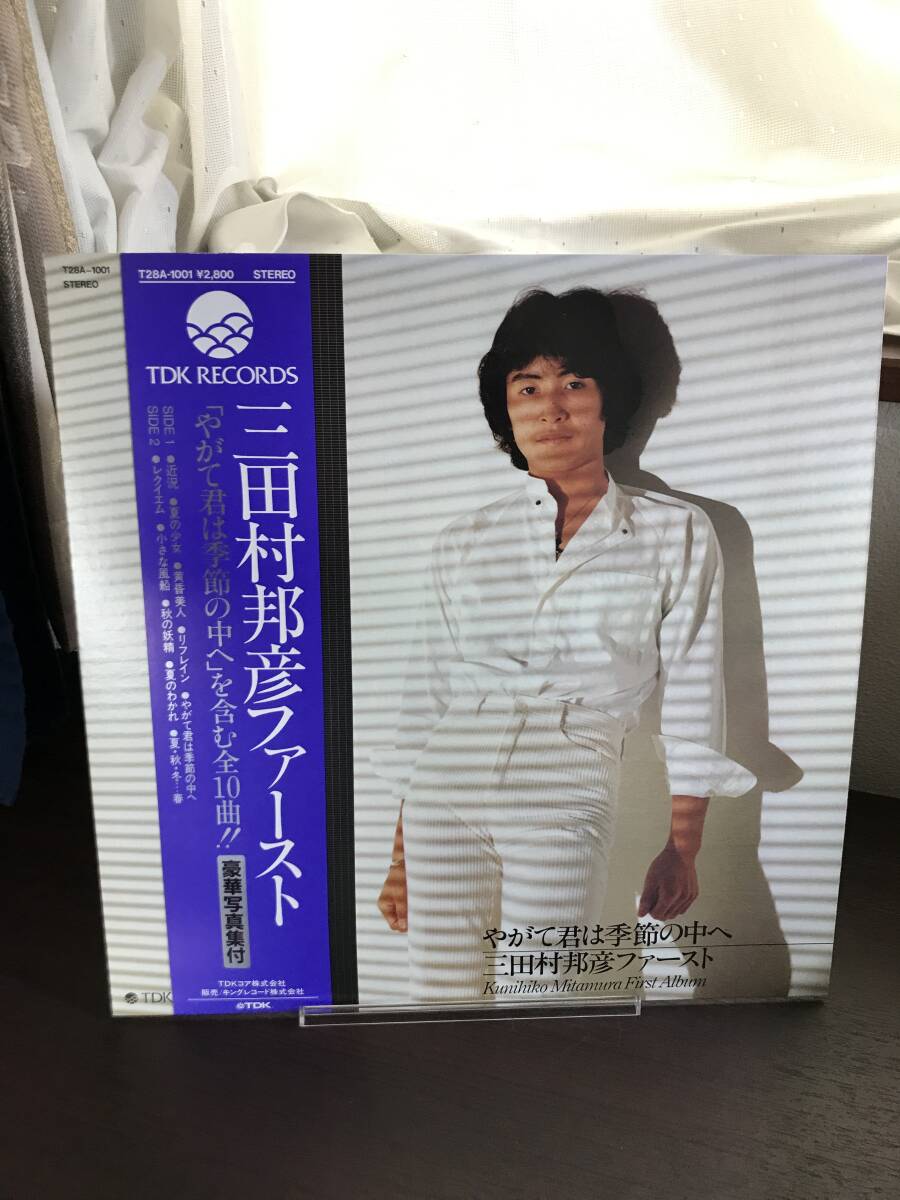 T28A-1001
STEREO
T28A-1001 ¥2,800 STEREO
TDK RECORDS
三田村邦彦ファースト
「やがて君は季節の中へ」を含む全10曲!!
豪華写真集付
SIDE 1 ●近況 ●夏の少女 ●黄昏美人 ●リフレイン ●やがて君は季節の中へ
SIDE 2 ●レクイエム ●小さな風船 ●秋の妖精 ●夏のわかれ ●夏・秋・冬…春
TDKコア株式会社
販売/キングレコード株式会社
TDK
TDK
やがて君は季節の中へ
三田村邦彦ファースト
Kunihiko Mitamura First Album